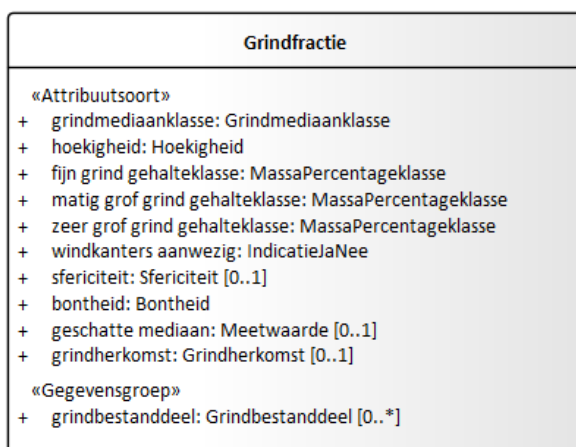 Grindfractie
«Attribuutsoort»
+ grindmediaanklasse: Grindmediaanklasse
+ hoekigheid: Hoekigheid
+ fijn grind gehalteklasse: MassaPercentageklasse
+ matig grof grind gehalteklasse: MassaPercentageklasse
+ zeer grof grind gehalteklasse: MassaPercentageklasse
+ windkanters aanwezig: IndicatieJaNee
+ sfericiteit: Sfericiteit [0..1]
+ bontheid: Bontheid
+ geschatte mediaan: Meetwaarde [0..1]
+ grindherkomst: Grindherkomst [0..1]
«Gegevensgroep»
+ grindbestanddeel: Grindbestanddeel [0..*]